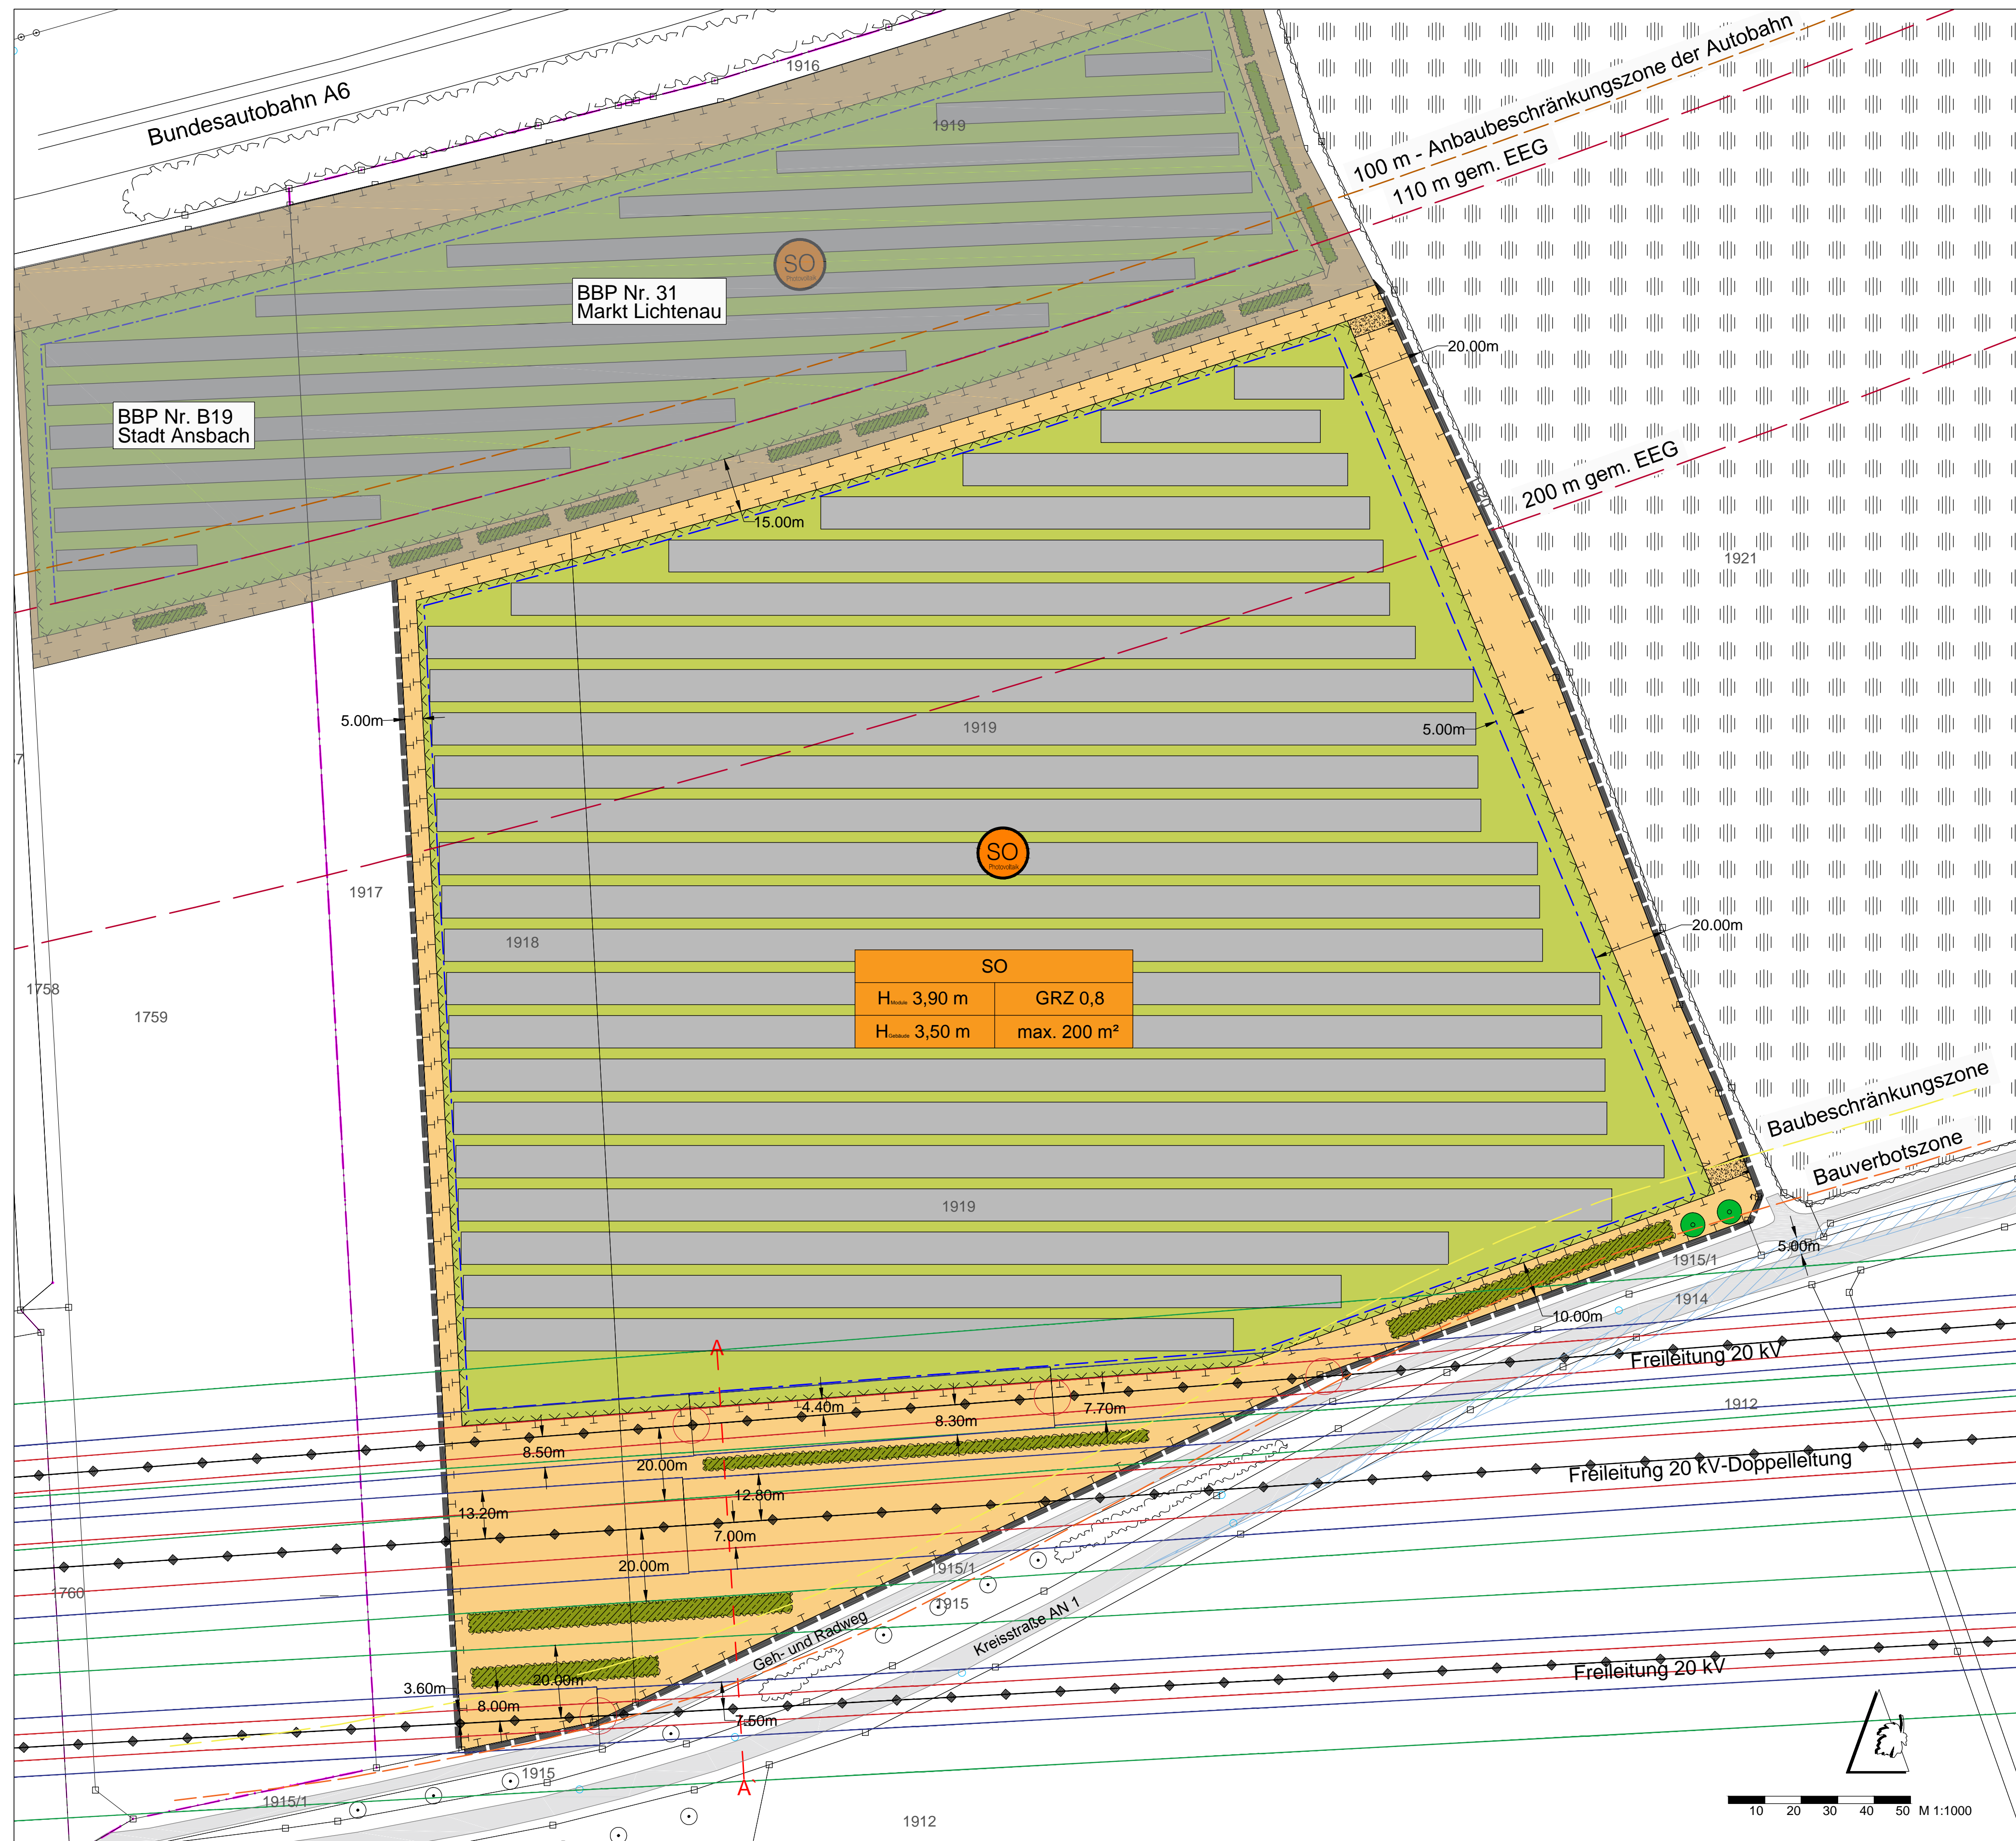 Bundesautobahn A6
1916
1919
100 m - Anbaubeschränkungszone der Autobahn
110 m gem. EEG
SO
Photovoltaik
BBP Nr. 31
Markt Lichtenau
20.00m
BBP Nr. B19
Stadt Ansbach
200 m gem. EEG
15.00m
1921
5.00m
1919
5.00m
SO
Photovoltaik
1917
20.00m
1918
SO
HModule 3,90 m
GRZ 0,8
HGebäude 3,50 m
max. 200 m²
1758
1759
Baubeschränkungszone
Bauverbotszone
1919
5.00m
1915/1
1914
10.00m
A
Freileitung 20 kV
4.40m
8.30m
7.70m
1912
8.50m
20.00m
Freileitung 20 kV-Doppelleitung
12.80m
13.20m
7.00m
20.00m
1915/1
1760
1915
Geh- und Radweg
Kreisstraße AN 1
Freileitung 20 kV
3.60m
20.00m
8.00m
7.50m
A`
1915
1915/1
1912
10 20 30 40 50 M 1:1000